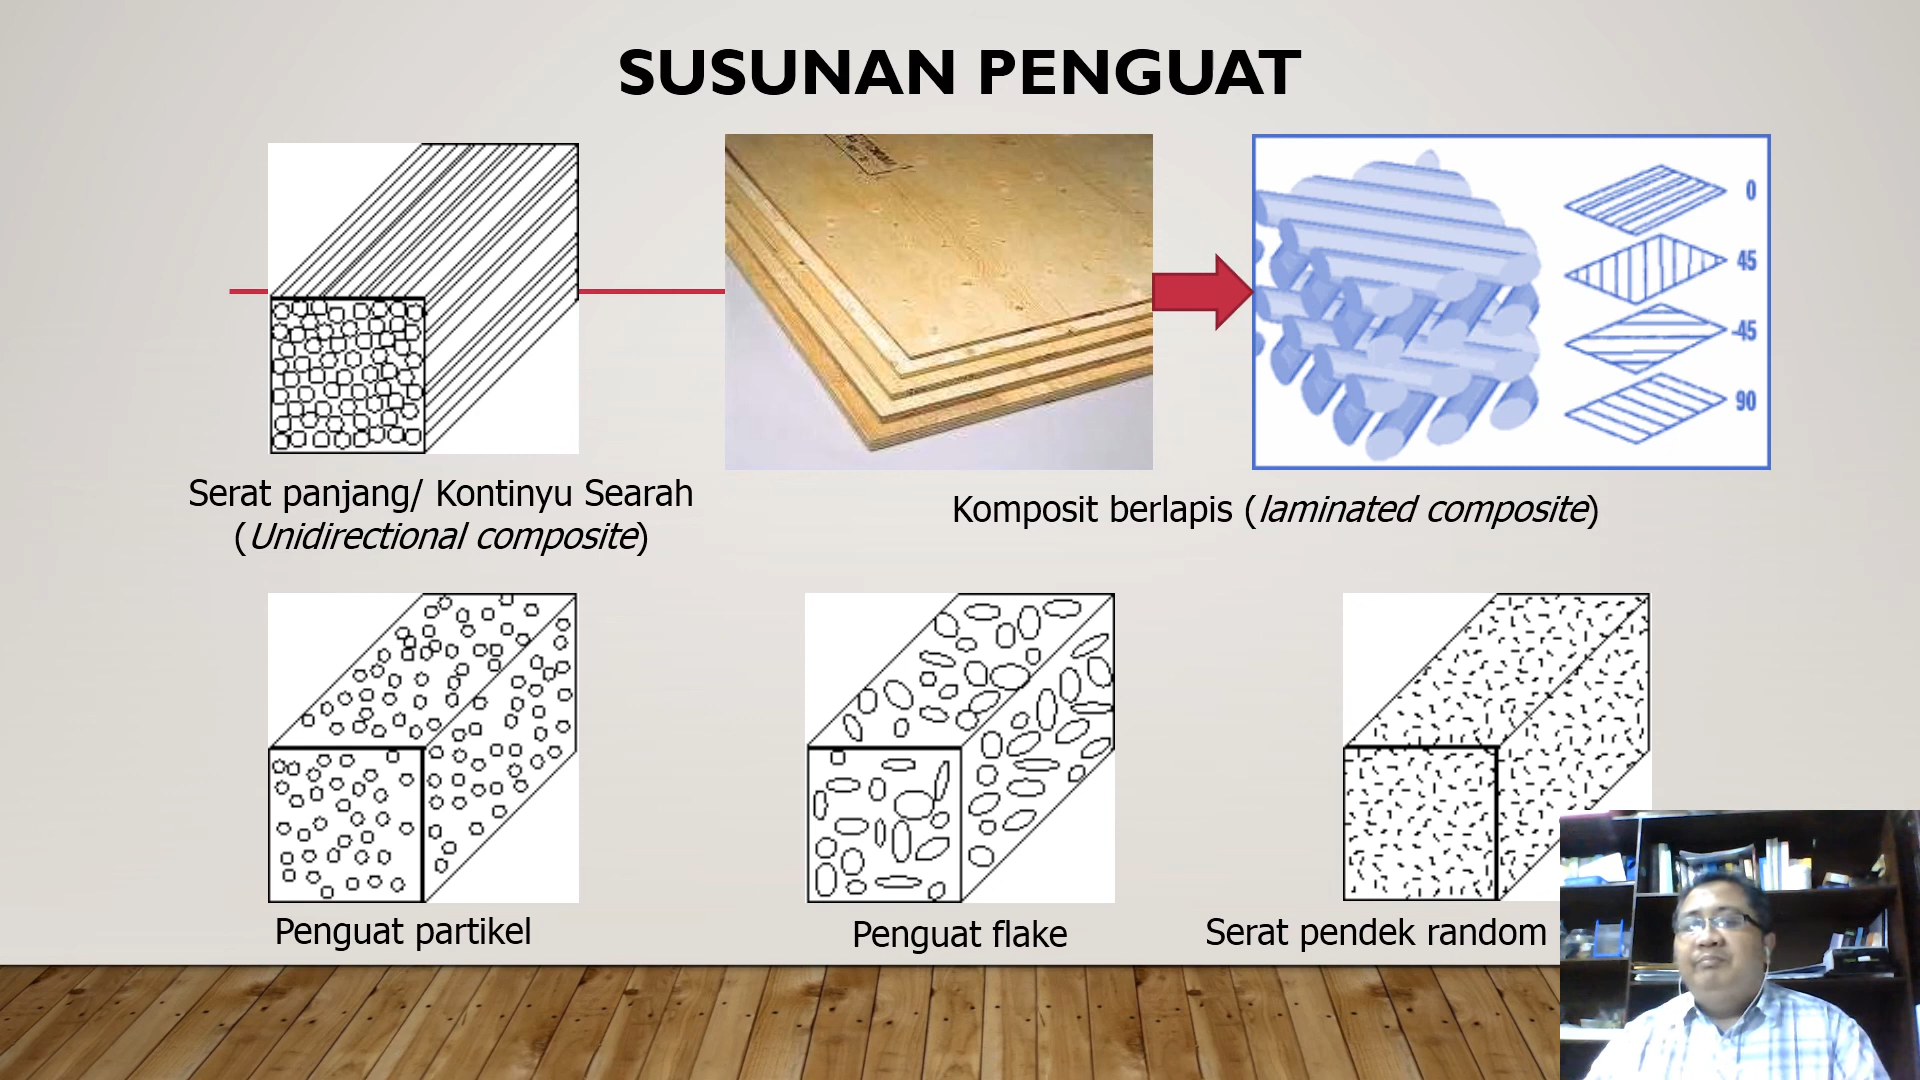 SUSUNAN PENGUAT
0
45
-45
90
Serat panjang/ Kontinyu Searah
(Unidirectional composite)
Komposit berlapis (laminated composite)
Penguat partikel
Penguat flake
Serat pendek random